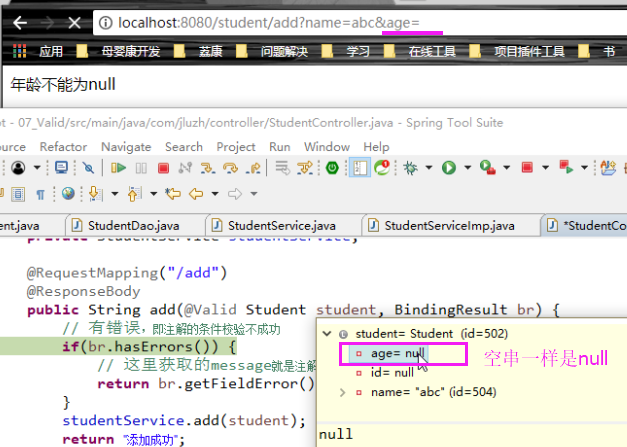 localhost:8080/student/add?name=abc&age=
应用 母婴康开发 荔康 问题解决 学习 在线工具 项目插件工具 书
年龄不能为null
ot - 07_Valid/src/main/java/com/jluzh/controller/StudentController.java - Spring Tool Suite
ource Refactor Navigate Search Project Run Window Help
ent.java StudentDao.java StudentService.java StudentServiceImp.java *StudentCo
private StudentService studentService;
@RequestMapping("/add")
@ResponseBody
public String add(@Valid Student student, BindingResult br) {
// 有错误，即注解的条件校验不成功
if(br.hasErrors()) {
// 这里获取的message就是注解
return br.getFieldError()
}
studentService.add(student);
return "添加成功";
student= Student (id=502)
age= null
空串一样是null
id= null
name= "abc" (id=504)
null